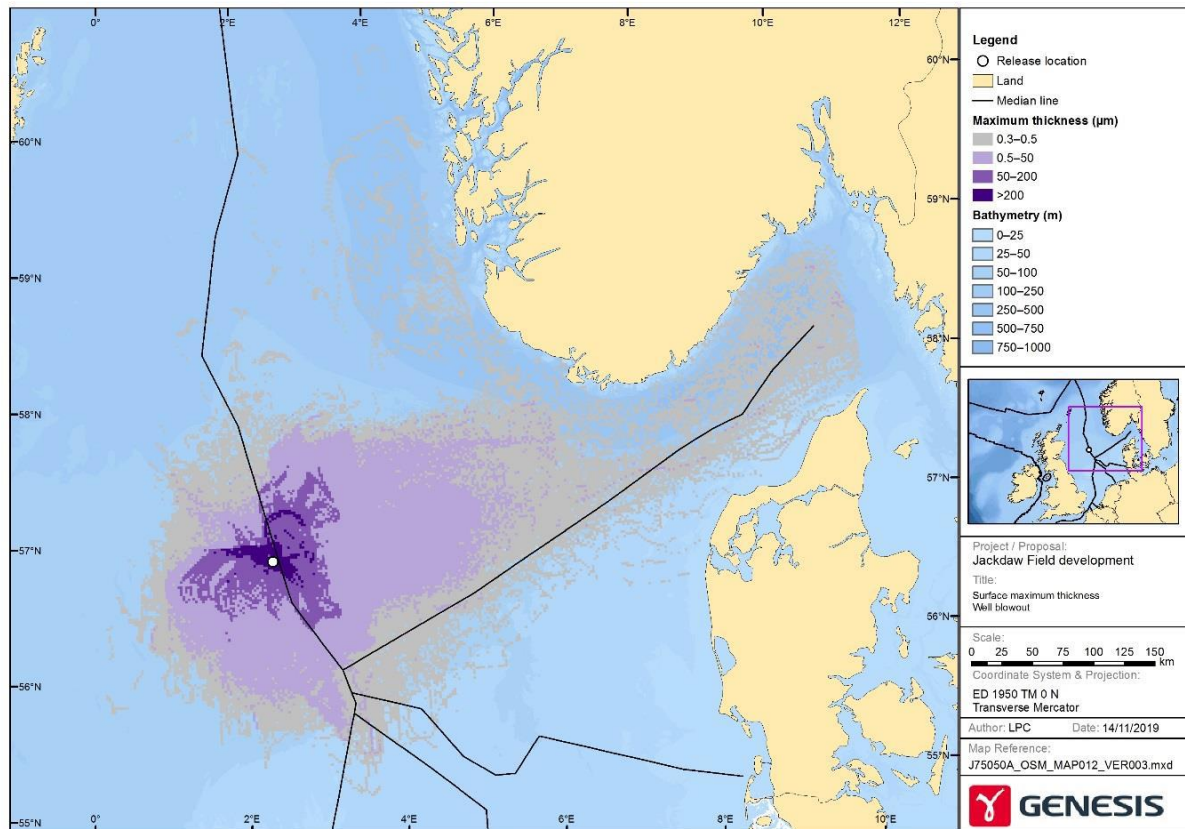 0°
2°E
4°E
6°E
8°E
10°E
12°E
60°N
59°N
58°N
57°N
56°N
55°N
60°N
59°N
58°N
57°N
56°N
55°N
0°
2°E
4°E
6°E
8°E
10°E
Legend
Release location
Land
Median line
Maximum thickness (µm)
0.3–0.5
0.5–50
50–200
>200
Bathymetry (m)
0–25
25–50
50–100
100–250
250–500
500–750
750–1000
Project / Proposal:
Jackdaw Field development
Title:
Surface maximum thickness
Well blowout
Scale:
0 25 50 75 100 125 150
km
Coordinate System & Projection:
ED 1950 TM 0 N
Transverse Mercator
Author: LPC Date: 14/11/2019
Map Reference:
J75050A_OSM_MAP012_VER003.mxd
GENESIS